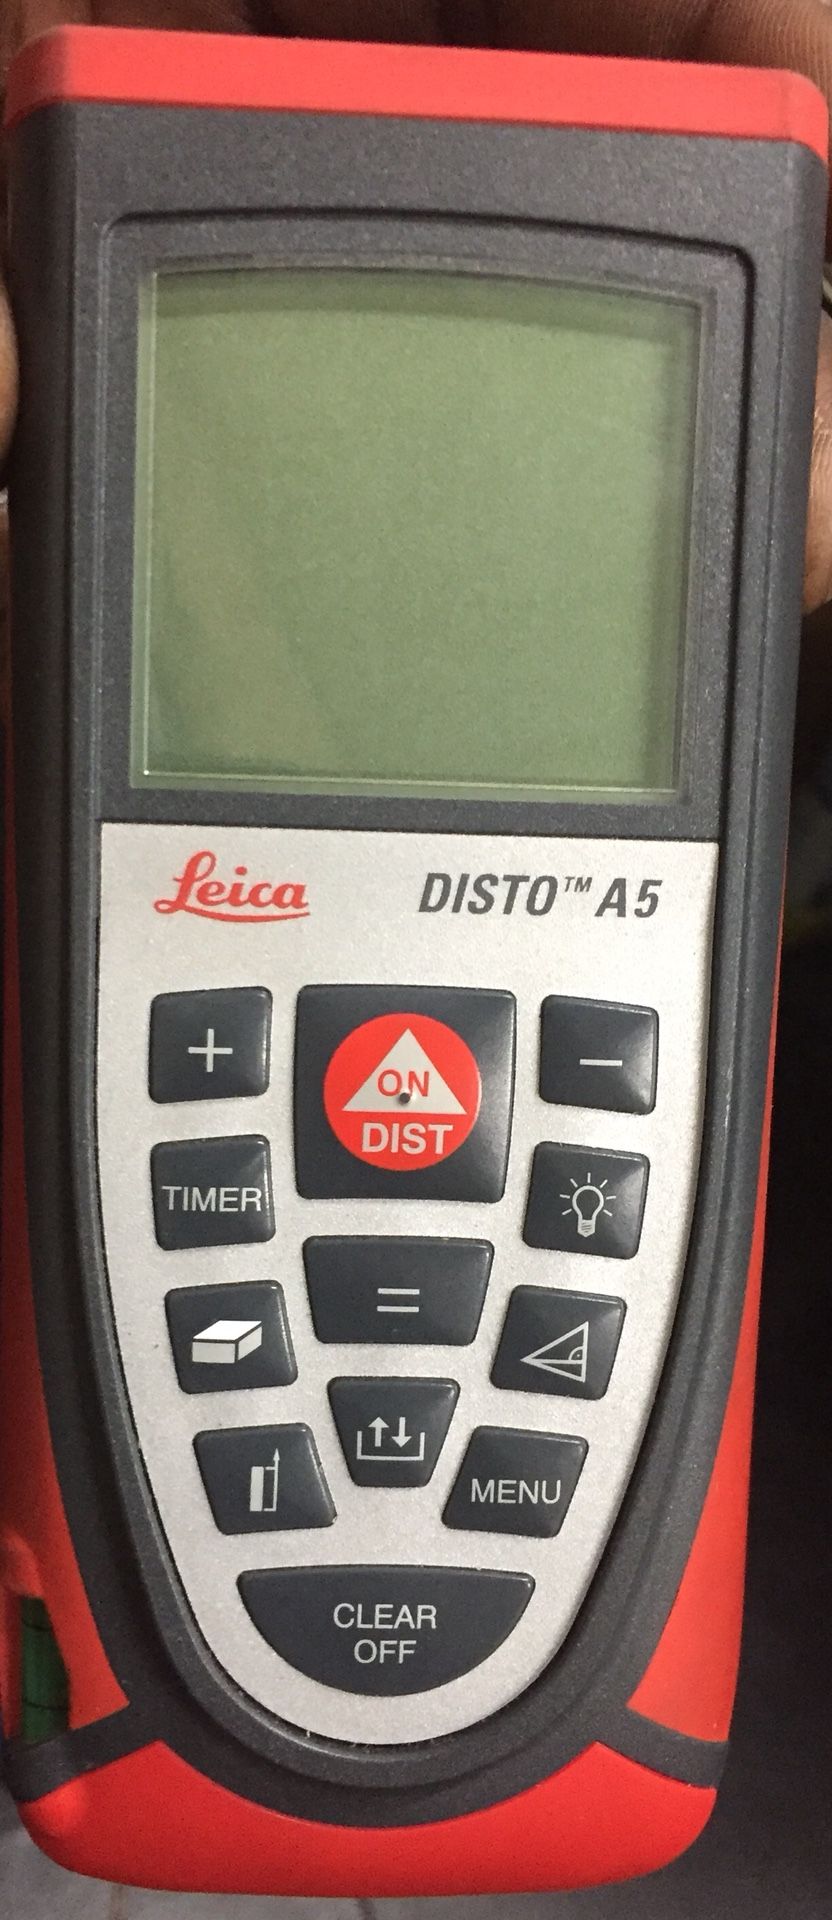 Leica DISTO™ A5
+ ON −
DIST
TIMER
=
MENU
CLEAR
OFF